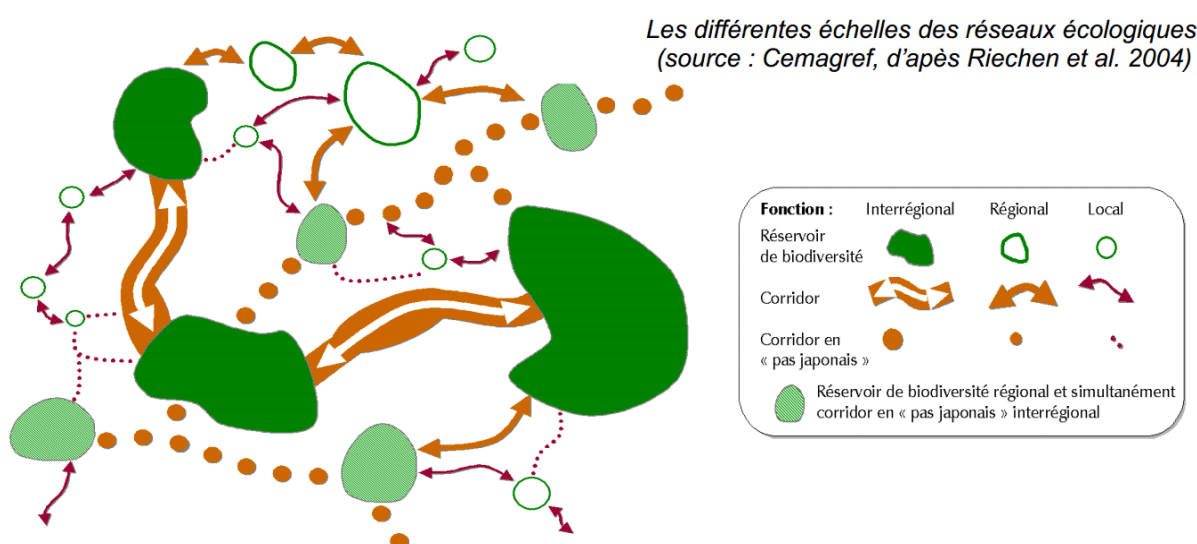 Les différentes échelles des réseaux écologiques
(source : Cemagref, d'apès Riechen et al. 2004)
Fonction : Interrégional Régional Local
Réservoir
de biodiversité
Corridor
Corridor en
« pas japonais »
Réservoir de biodiversité régional et simultanément
corridor en « pas japonais » interrégional